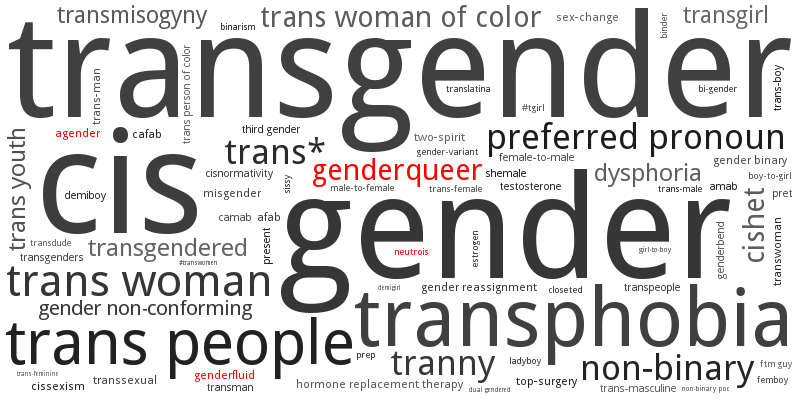 transmisogyny
trans woman of color
sex-change
transgirl
binarism
binder
transgender
trans-man
trans person of color
translatina
#tgirl
bi-gender
trans-boy
agender
cafab
third gender
two-spirit
preferred pronoun
trans youth
cis
trans*
gender-variant
female-to-male
gender binary
cisnormativity
genderqueer
shemale
dysphoria
boy-to-girl
demiboy
misgender
sissy
male-to-female
trans-female
testosterone
trans-male
amab
pret
camab
afab
gender
cishet
transwoman
transdude
transgendered
present
neutrois
estrogen
girl-to-boy
genderbend
transgenders
#transwomen
trans woman
demigirl
gender reassignment
closeted
transpeople
gender non-conforming
transphobia
trans people
prep
tranny
ladyboy
non-binary
ftm guy
trans-feminine
genderfluid
cissexism
transsexual
transman
hormone replacement therapy
dual gendered
top-surgery
trans-masculine
non-binary poc
femboy